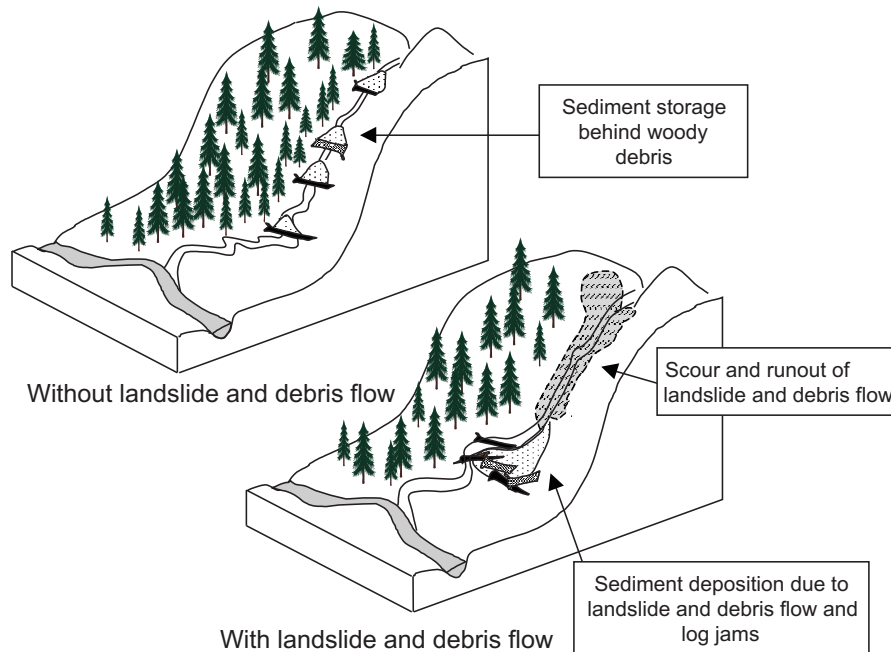 Sediment storage
behind woody
debris
Without landslide and debris flow
Scour and runout of
landslide and debris flow
Sediment deposition due to
landslide and debris flow and
log jams
With landslide and debris flow